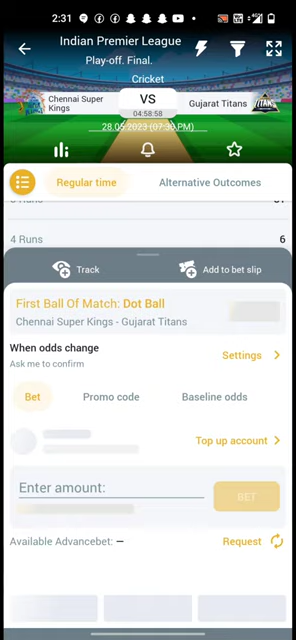 2:31
Indian Premier League
Play-off. Final.
Cricket
Chennai Super
Kings
VS
04:58:58
Gujarat Titans
TITANS
28.05.2023 (07:30 PM)
Regular time
Alternative Outcomes
4 Runs
6
Track
Add to bet slip
First Ball Of Match: Dot Ball
Chennai Super Kings - Gujarat Titans
When odds change
Ask me to confirm
Settings
Bet
Promo code
Baseline odds
Top up account
Enter amount:
BET
Available Advancebet: –
Request